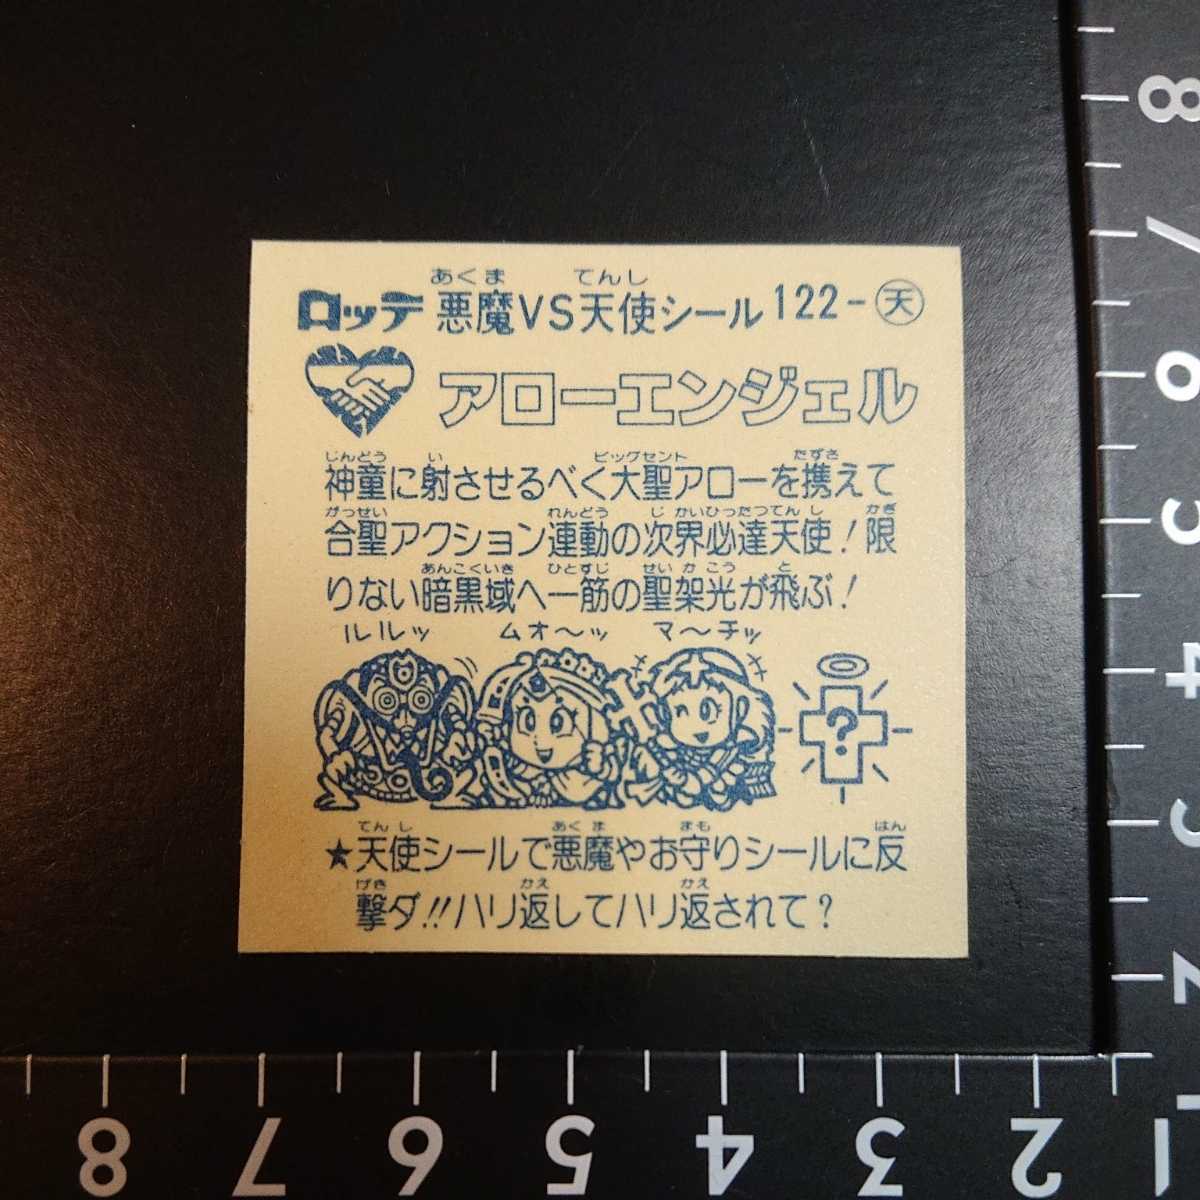 あくま てんし
ロッテ 悪魔VS天使シール 122-天
アローエンジェル
じんどう い ビッグセント たずさ
神童に射させるべく大聖アローを携えて
がっせい れんどう じ かいひったつてん し かぎ
合聖アクション連動の次界必達天使！限
あんこくいき ひとすじ せい か こう と
りない暗黒域へ一筋の聖架光が飛ぶ！
ルルッ ムォ〜ッ マ〜チッ
?
てん し あく ま まも はん
★天使シールで悪魔やお守りシールに反
げき かえ かえ
撃ダ!!ハリ返してハリ返されて？
8
7
6
5
4
3
2
1
8 7 6 5 4 3 2 1